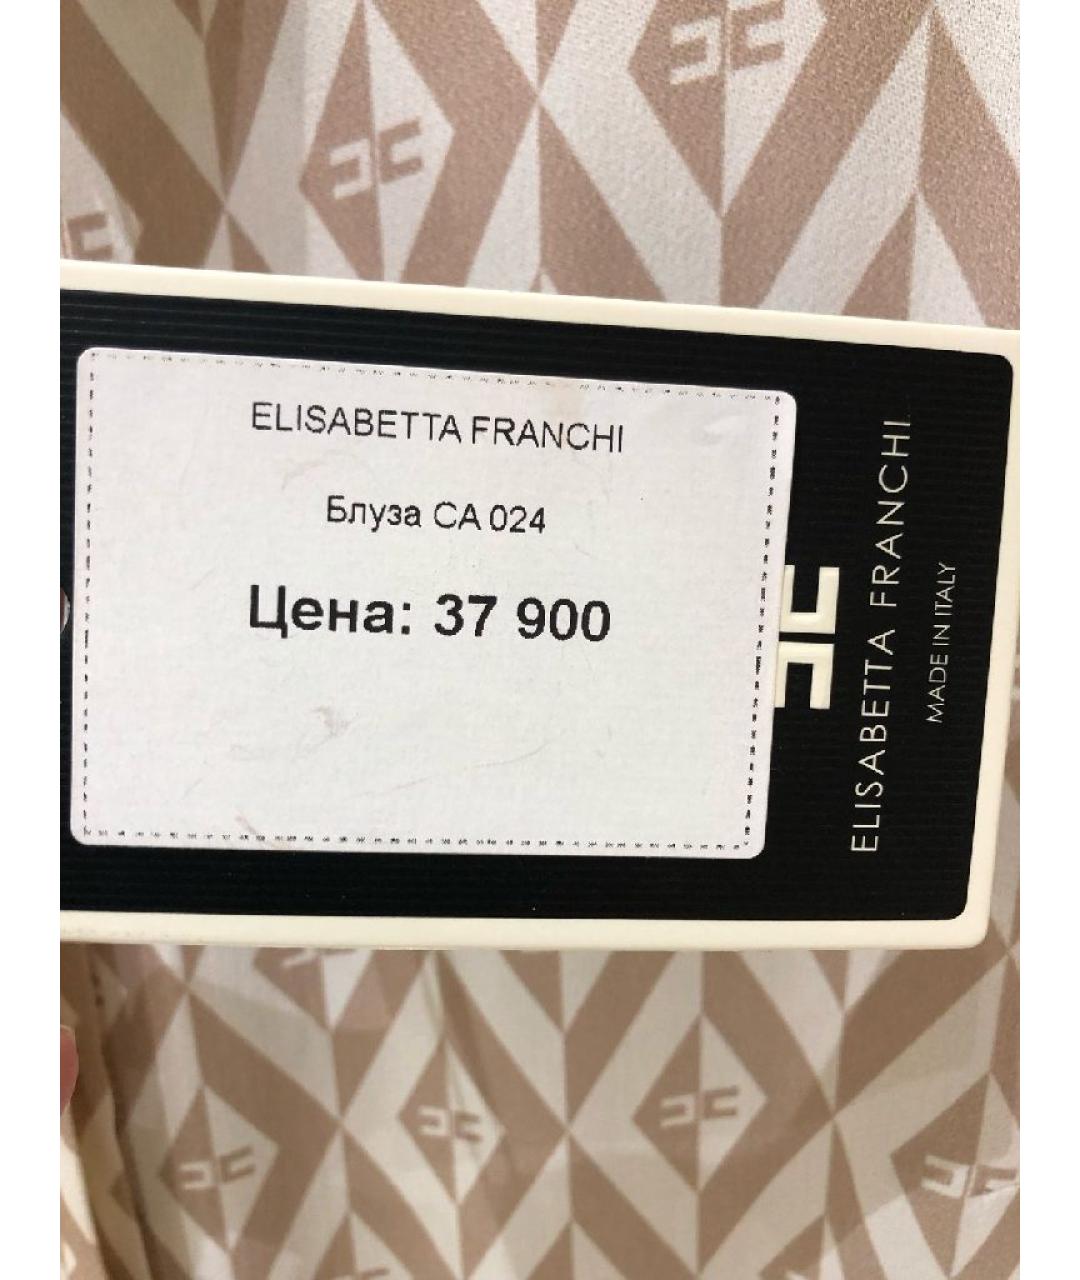 ELISABETTA FRANCHI
Блуза CA 024
Цена: 37 900
ELISABETTA FRANCHI
MADE IN ITALY